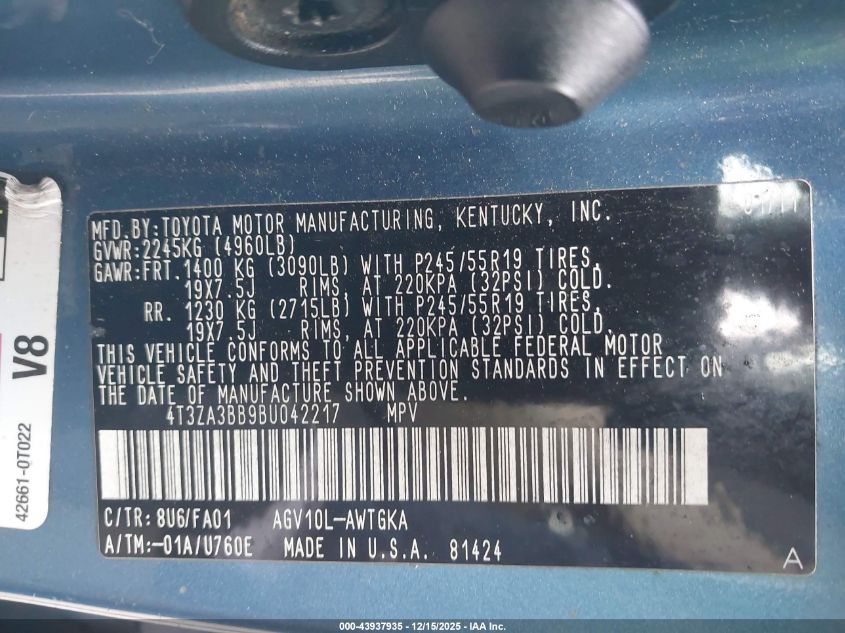 MFD.BY:TOYOTA MOTOR MANUFACTURING, KENTUCKY, INC.
GVWR:2245KG (4960LB)
GAWR:FRT.1400 KG (3090LB) WITH P245/55R19 TIRES,
19X7.5J RIMS, AT 220KPA (32PSI) COLD.
RR. 1230 KG (2715LB) WITH P245/55R19 TIRES,
19X7.5J RIMS, AT 220KPA (32PSI) COLD.
THIS VEHICLE CONFORMS TO ALL APPLICABLE FEDERAL MOTOR
VEHICLE SAFETY AND THEFT PREVENTION STANDARDS IN EFFECT ON
THE DATE OF MANUFACTURE SHOWN ABOVE.
4T3ZA3BB9BU042217 MPV
C/TR: 8U6/FA01 AGV10L-AWTGKA
A/TM:-01A/U760E MADE IN U.S.A. 81424
A
V8
42661-0T022
000-43937935 - 12/15/2025 - IAA Inc.